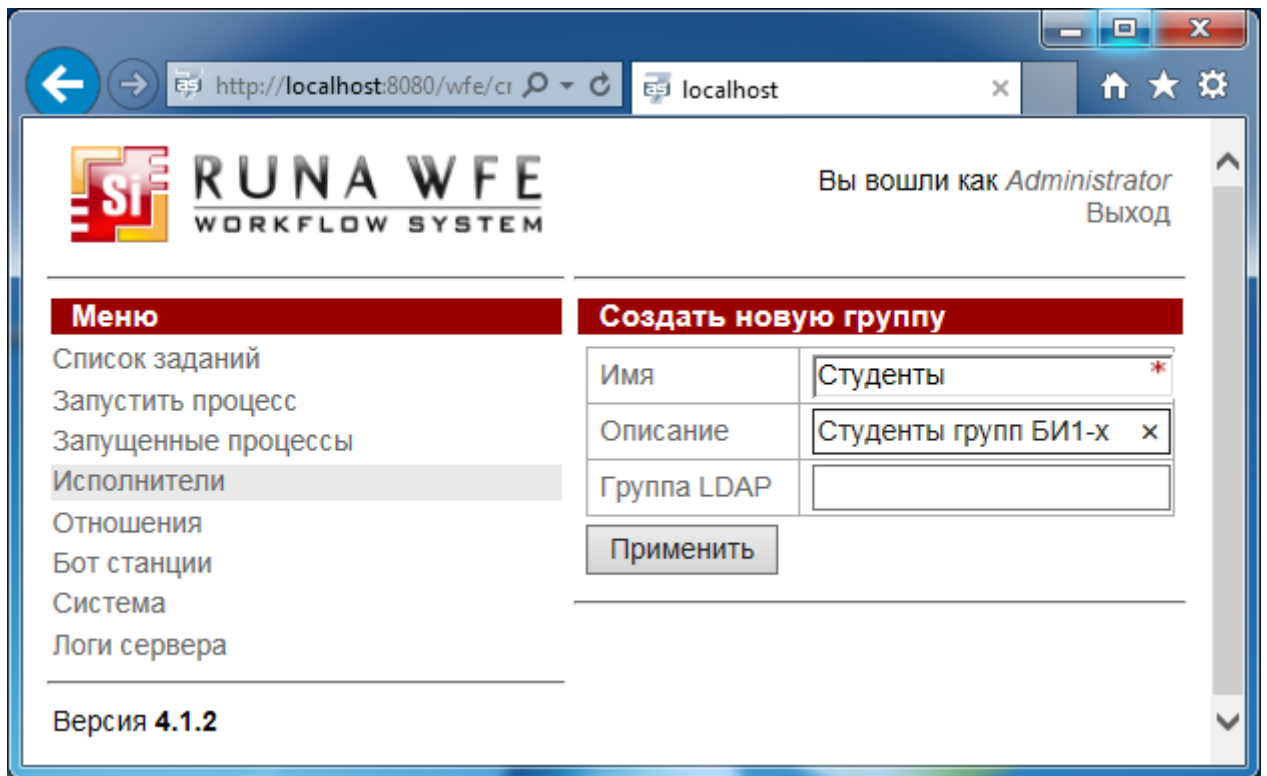 http://localhost:8080/wfe/cr
localhost
Si
RUNA WFE
WORKFLOW SYSTEM
Вы вошли как Administrator
Выход
Меню
Список заданий
Запустить процесс
Запущенные процессы
Исполнители
Отношения
Бот станции
Система
Логи сервера
Версия 4.1.2
Создать новую группу
Имя Студенты *
Описание Студенты групп БИ1-х
Группа LDAP
Применить